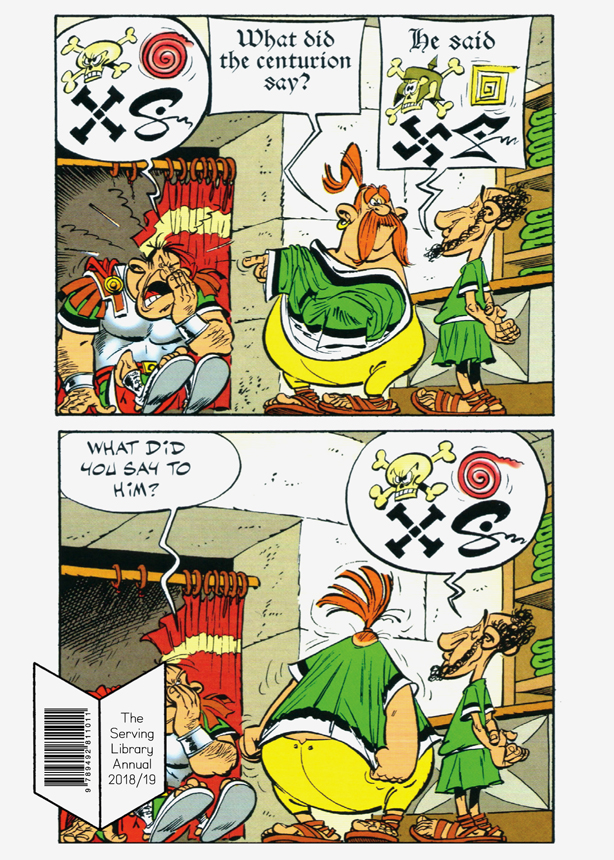 What did
the centurion
say?
He said
WHAT DiD
YOU SAY TO
HiM?
The
Serving
Library
Annual
2018/19
9 789492 811011